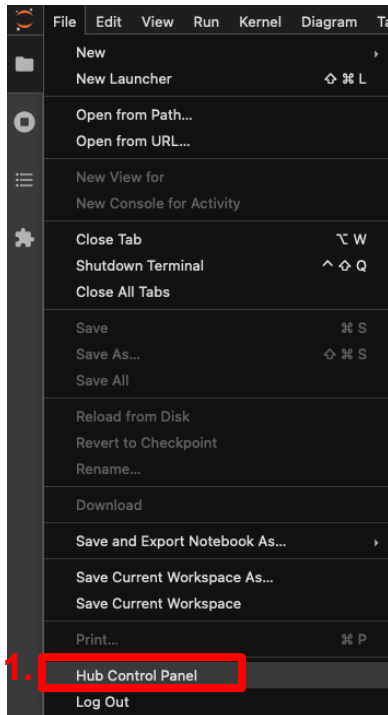 File Edit View Run Kernel Diagram
New
New Launcher ⇧ ⌘ L
Open from Path...
Open from URL...
New View for
New Console for Activity
Close Tab ⌥ W
Shutdown Terminal ⌃ ⇧ Q
Close All Tabs
Save ⌘ S
Save As... ⇧ ⌘ S
Save All
Reload from Disk
Revert to Checkpoint
Rename...
Download
Save and Export Notebook As...
Save Current Workspace As...
Save Current Workspace
Print... ⌘ P
1. Hub Control Panel
Log Out